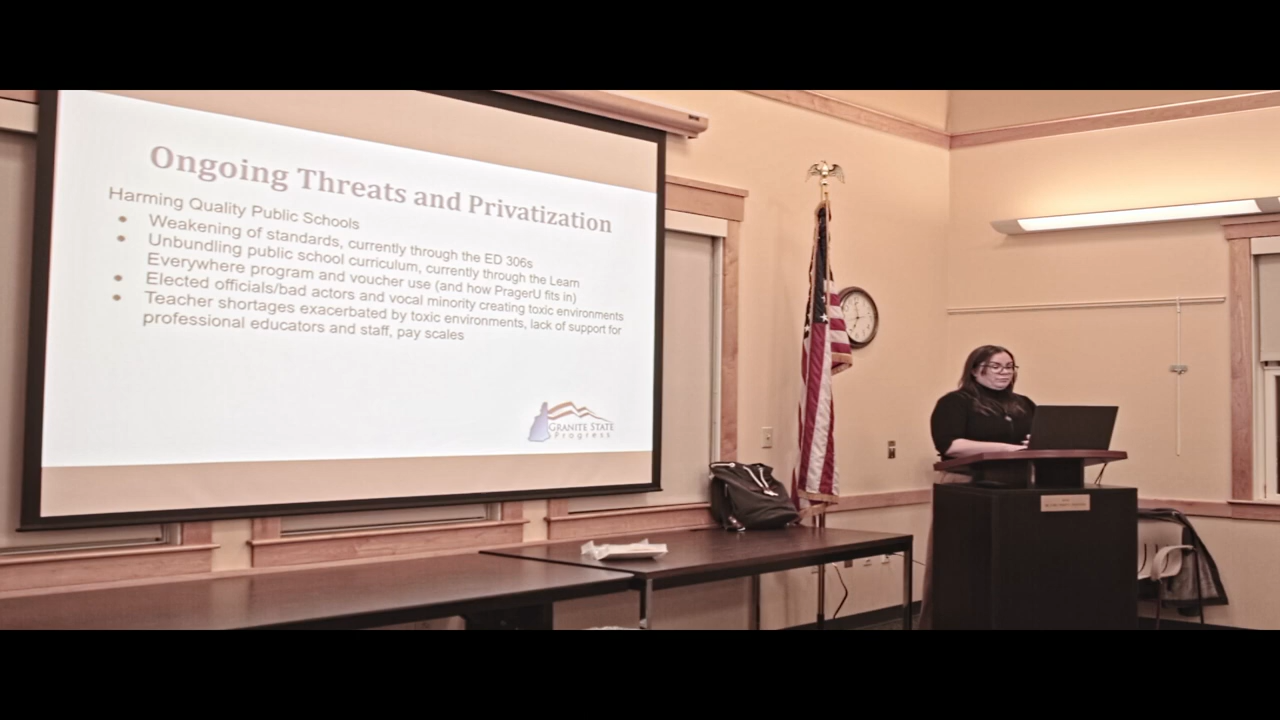 Ongoing Threats and Privatization
Harming Quality Public Schools
• Weakening of standards, currently through the ED 306s
• Unbundling public school curriculum, currently through the Learn
Everywhere program and voucher use (and how PragerU fits in)
• Elected officials/bad actors and vocal minority creating toxic environments
• Teacher shortages exacerbated by toxic environments, lack of support for
professional educators and staff, pay scales
GRANITE STATE
Progress